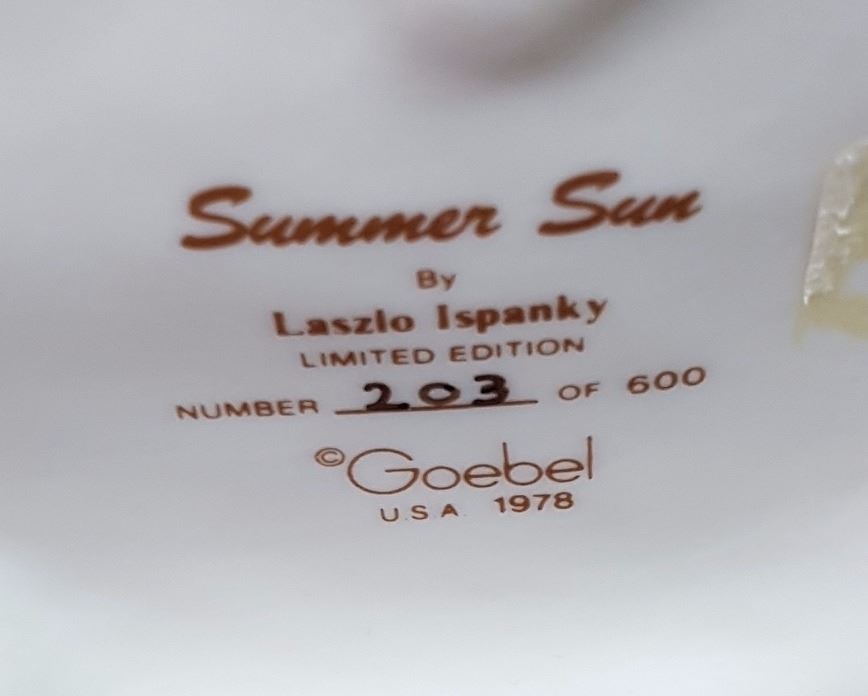 Summer Sun
By
Laszlo Ispanky
LIMITED EDITION
NUMBER 203 OF 600
©Goebel
U.S.A. 1978